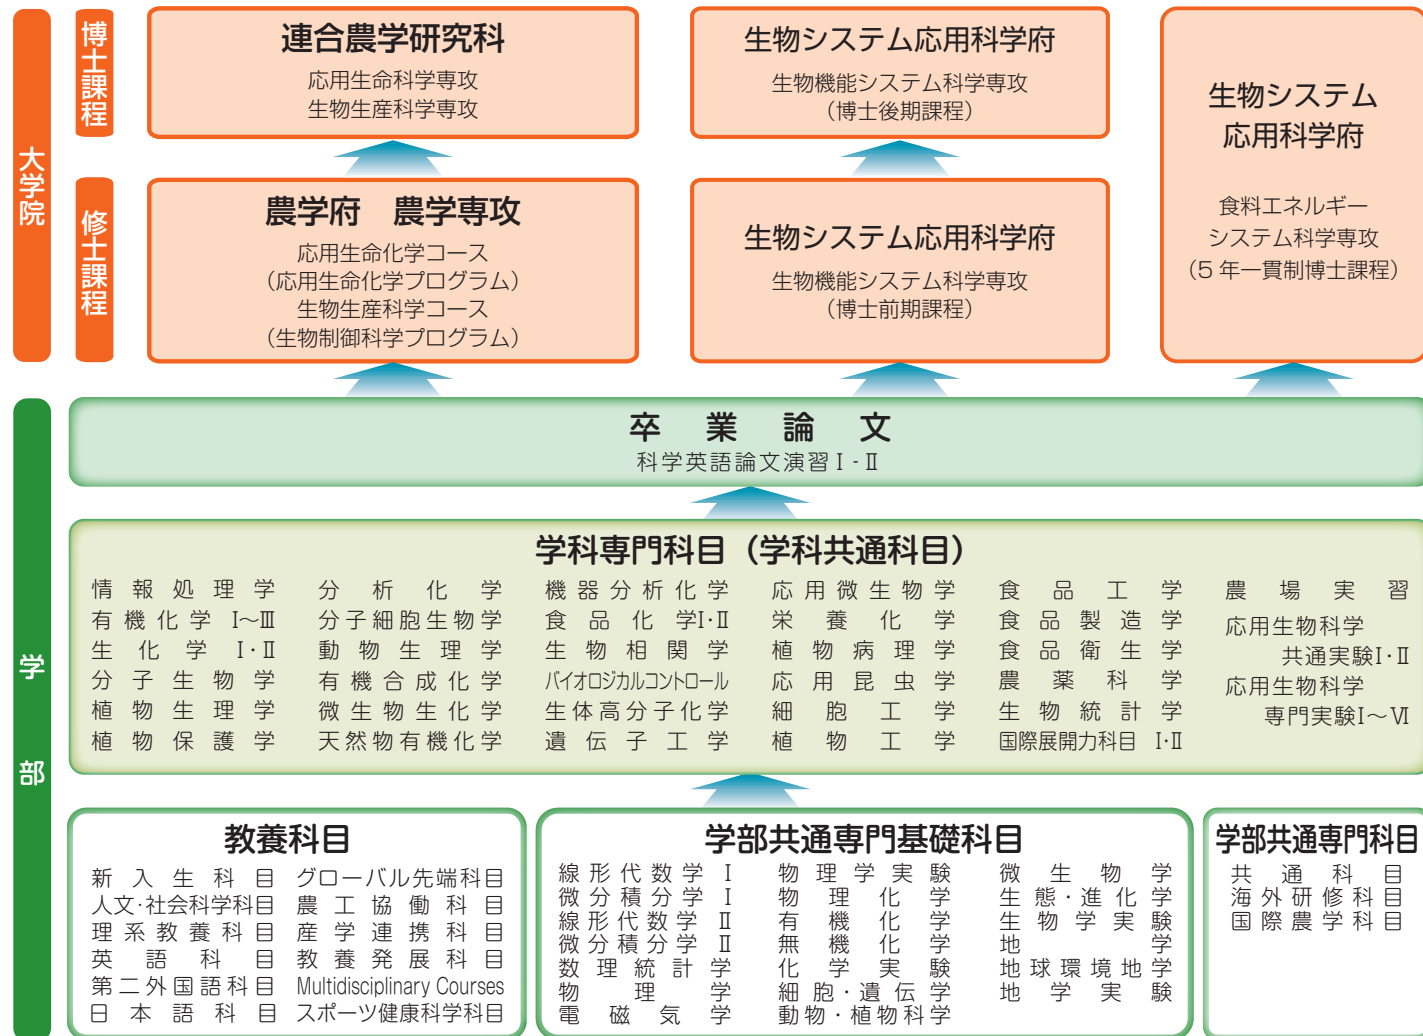 大学院
博士課程
連合農学研究科
応用生命科学専攻
生物生産科学専攻
生物システム応用科学府
生物機能システム科学専攻
（博士後期課程）
生物システム
応用科学府
食料エネルギー
システム科学専攻
（5 年一貫制博士課程）
修士課程
農学府　農学専攻
応用生命化学コース
（応用生命化学プログラム）
生物生産科学コース
（生物制御科学プログラム）
生物システム応用科学府
生物機能システム科学専攻
（博士前期課程）
学部
卒業論文
科学英語論文演習Ⅰ-Ⅱ
学科専門科目（学科共通科目）
情報処理学
有機化学 Ⅰ～Ⅲ
生化学 Ⅰ・Ⅱ
分子生物学
植物生理学
植物保護学
分析化学
分子細胞生物学
動物生理学
有機合成化学
微生物生化学
天然物有機化学
機器分析化学
食品化学Ⅰ・Ⅱ
生物相関学
バイオロジカルコントロール
生体高分子化学
遺伝子工学
応用微生物学
栄養化学
植物病理学
応用昆虫学
細胞工学
植物工学
食品工学
食品製造学
食品衛生学
農薬科学
生物統計学
国際展開力科目 Ⅰ・Ⅱ
農場実習
応用生物科学
共通実験Ⅰ・Ⅱ
応用生物科学
専門実験Ⅰ～Ⅵ
教養科目
新入生科目
人文・社会科学科目
理系教養科目
英語科目
第二外国語科目
日本語科目
グローバル先端科目
農工協働科目
産学連携科目
教養発展科目
Multidisciplinary Courses
スポーツ健康科学科目
学部共通専門基礎科目
線形代数学 Ⅰ
微分積分学 Ⅰ
線形代数学 Ⅱ
微分積分学 Ⅱ
数理統計学
物理学
電磁気学
物理学実験
物理化学
有機化学
無機化学
化学実験
細胞・遺伝学
動物・植物科学
微生物学
生態・進化学
生物学実験
地学
地球環境地学
地学実験
学部共通専門科目
共通科目
海外研修科目
国際農学科目